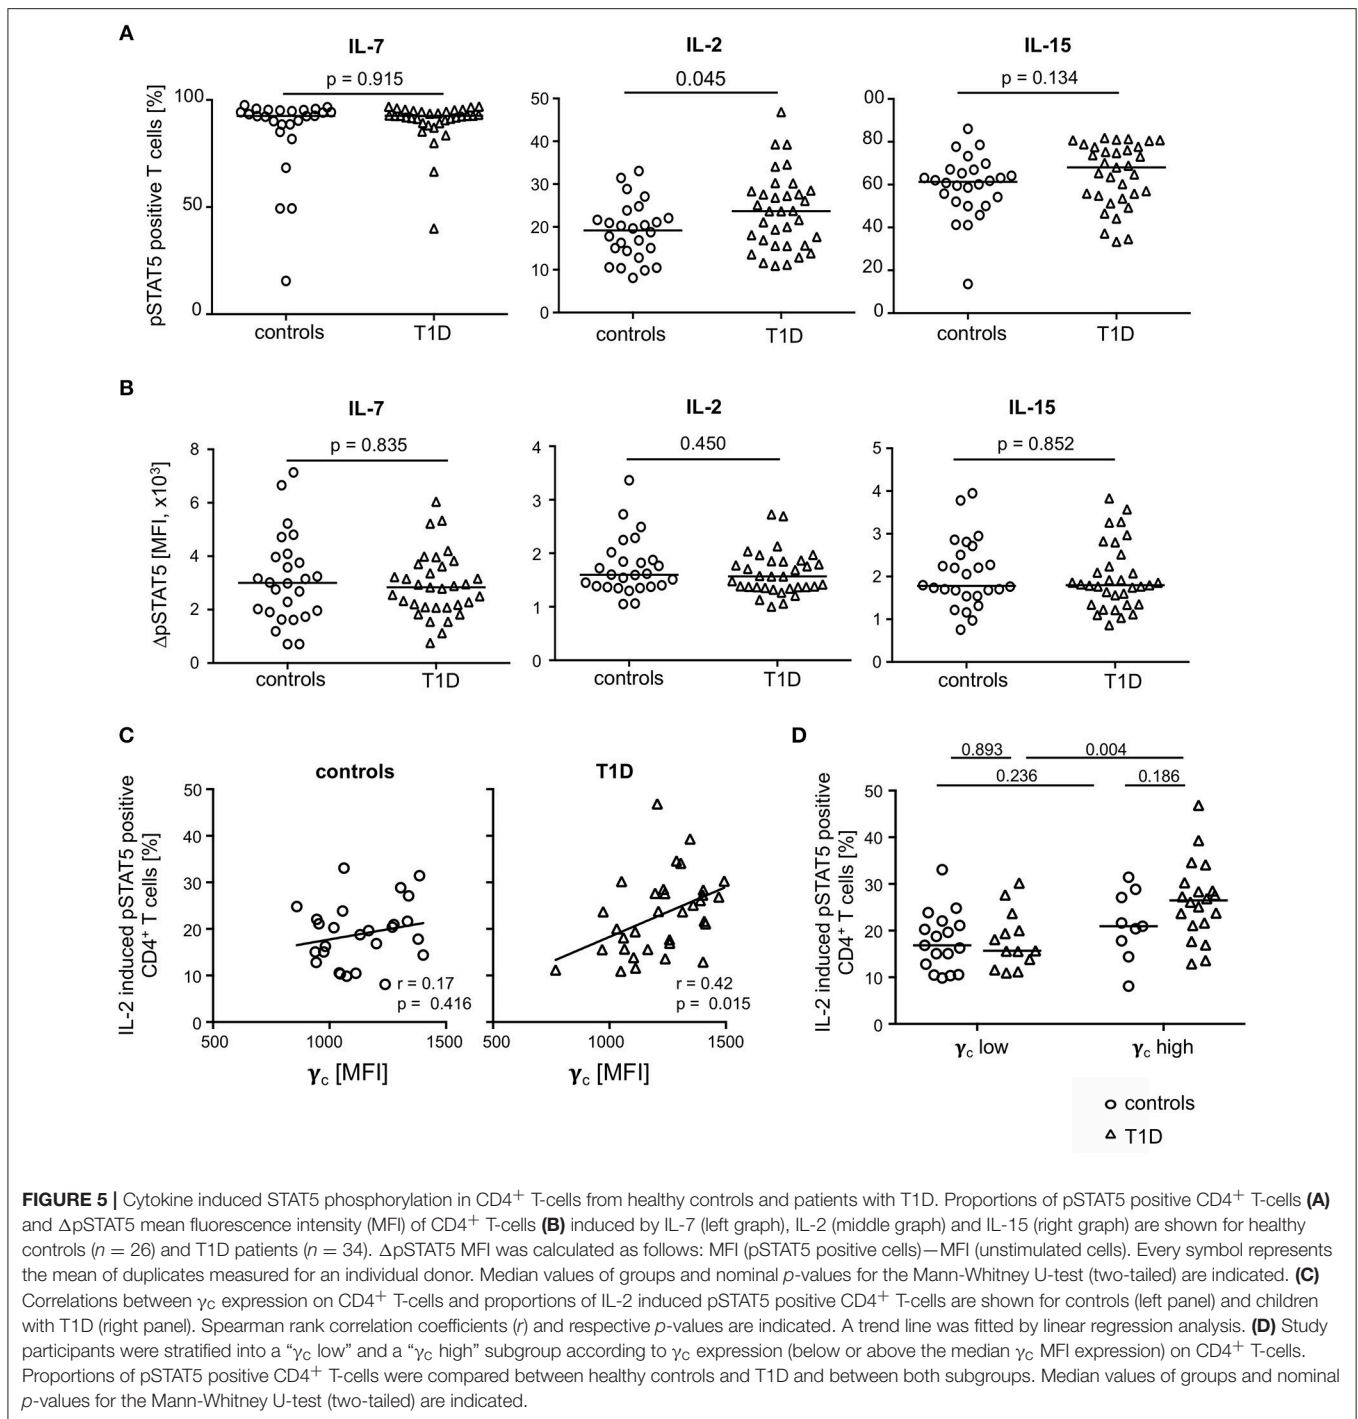 A
IL-7
IL-2
IL-15
p = 0.915
0.045
p = 0.134
pSTAT5 positive T cells [%]
100
50
0
controls
T1D
50
40
30
20
10
0
controls
T1D
00
80
60
40
20
00
controls
T1D
B
IL-7
IL-2
IL-15
p = 0.835
0.450
p = 0.852
ΔpSTAT5 [MFI, x10³]
8
6
4
2
0
controls
T1D
4
3
2
1
0
controls
T1D
5
4
3
2
1
0
controls
T1D
C
controls
T1D
IL-2 induced pSTAT5 positive
CD4⁺ T cells [%]
50
40
30
20
10
0
r = 0.17
p = 0.416
500
1000
1500
γc [MFI]
r = 0.42
p = 0.015
500
1000
1500
γc [MFI]
D
0.893
0.004
0.236
0.186
IL-2 induced pSTAT5 positive
CD4⁺ T cells [%]
50
40
30
20
10
0
γc low
γc high
controls
T1D
FIGURE 5 | Cytokine induced STAT5 phosphorylation in CD4⁺ T-cells from healthy controls and patients with T1D. Proportions of pSTAT5 positive CD4⁺ T-cells (A)
and ΔpSTAT5 mean fluorescence intensity (MFI) of CD4⁺ T-cells (B) induced by IL-7 (left graph), IL-2 (middle graph) and IL-15 (right graph) are shown for healthy
controls (n = 26) and T1D patients (n = 34). ΔpSTAT5 MFI was calculated as follows: MFI (pSTAT5 positive cells)—MFI (unstimulated cells). Every symbol represents
the mean of duplicates measured for an individual donor. Median values of groups and nominal p-values for the Mann-Whitney U-test (two-tailed) are indicated. (C)
Correlations between γc expression on CD4⁺ T-cells and proportions of IL-2 induced pSTAT5 positive CD4⁺ T-cells are shown for controls (left panel) and children
with T1D (right panel). Spearman rank correlation coefficients (r) and respective p-values are indicated. A trend line was fitted by linear regression analysis. (D) Study
participants were stratified into a “γc low” and a “γc high” subgroup according to γc expression (below or above the median γc MFI expression) on CD4⁺ T-cells.
Proportions of pSTAT5 positive CD4⁺ T-cells were compared between healthy controls and T1D and between both subgroups. Median values of groups and nominal
p-values for the Mann-Whitney U-test (two-tailed) are indicated.